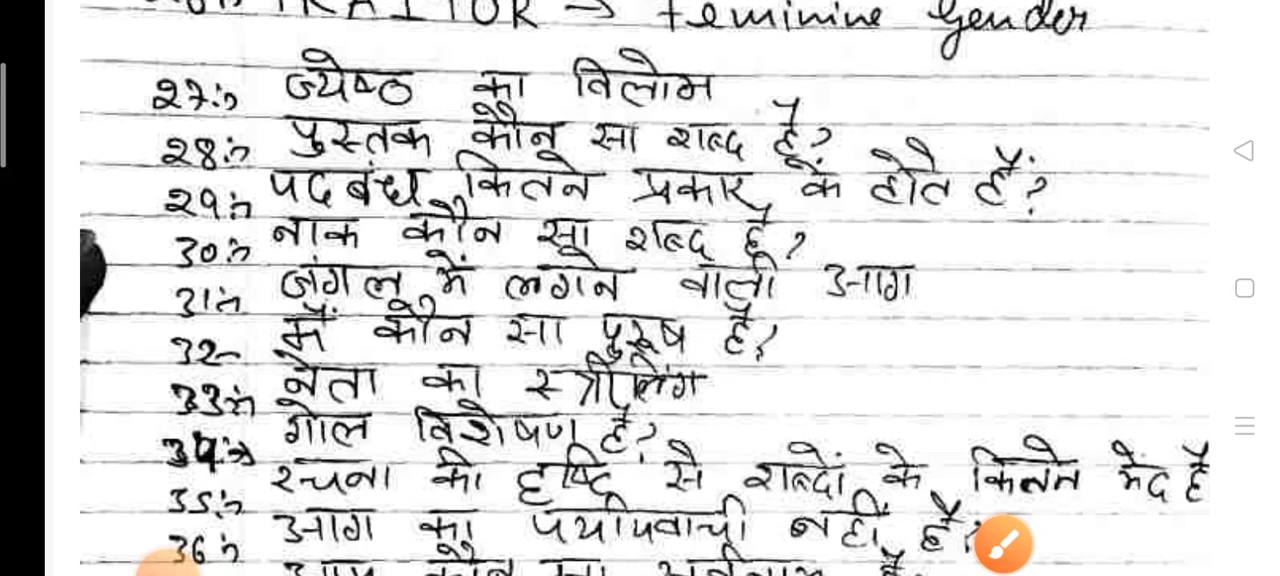 TRAITOR → Feminine Gender
27:→ ज्येष्ठ का विलोम
28:→ पुस्तक कौन सा शब्द है?
29:→ पदबंध कितने प्रकार के होते हैं?
30:→ नाक कौन सा शब्द है?
31:→ जंगल में लगने वाली आग
32- मैं कौन सा पुरूष है?
33:→ नेता का स्त्रीलिंग
34:→ गोल विशेषण है?
35:→ रचना की दृष्टि से शब्दों के कितने भेद है
36:→ आग का पर्यायवाची नहीं है?